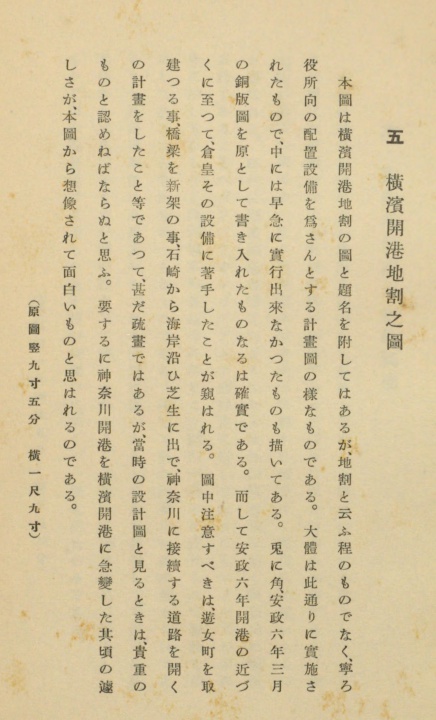 五　橫濱開港地割之圖
本圖は橫濱開港地割の圖と題名を附してはあるが、地割と云ふ程のものでなく、寧ろ
役所向の配置設備を爲さんとする計畫圖の樣なものである。大體は此通りに實施さ
れたもので、中には早急に實行出來なかつたものも描いてある。兎に角、安政六年三月
の銅版圖を原として書き入れたものなるは確實である。而して安政六年開港の近づ
くに至つて、倉皇その設備に著手したことが窺はれる。圖中注意すべきは、遊女町を取
建つる事、橋梁を新架の事、石崎から海岸沿ひ芝生に出で、神奈川に接續する道路を開く
の計畫をしたこと等であつて、甚だ疏畫ではあるが、當時の設計圖と見るときは、貴重の
ものと認めねばならぬと思ふ。要するに神奈川開港を橫濱開港に急變した其頃の遽
しさが、本圖から想像されて面白いものと思はれるのである。
（原圖竪九寸五分　橫一尺九寸）